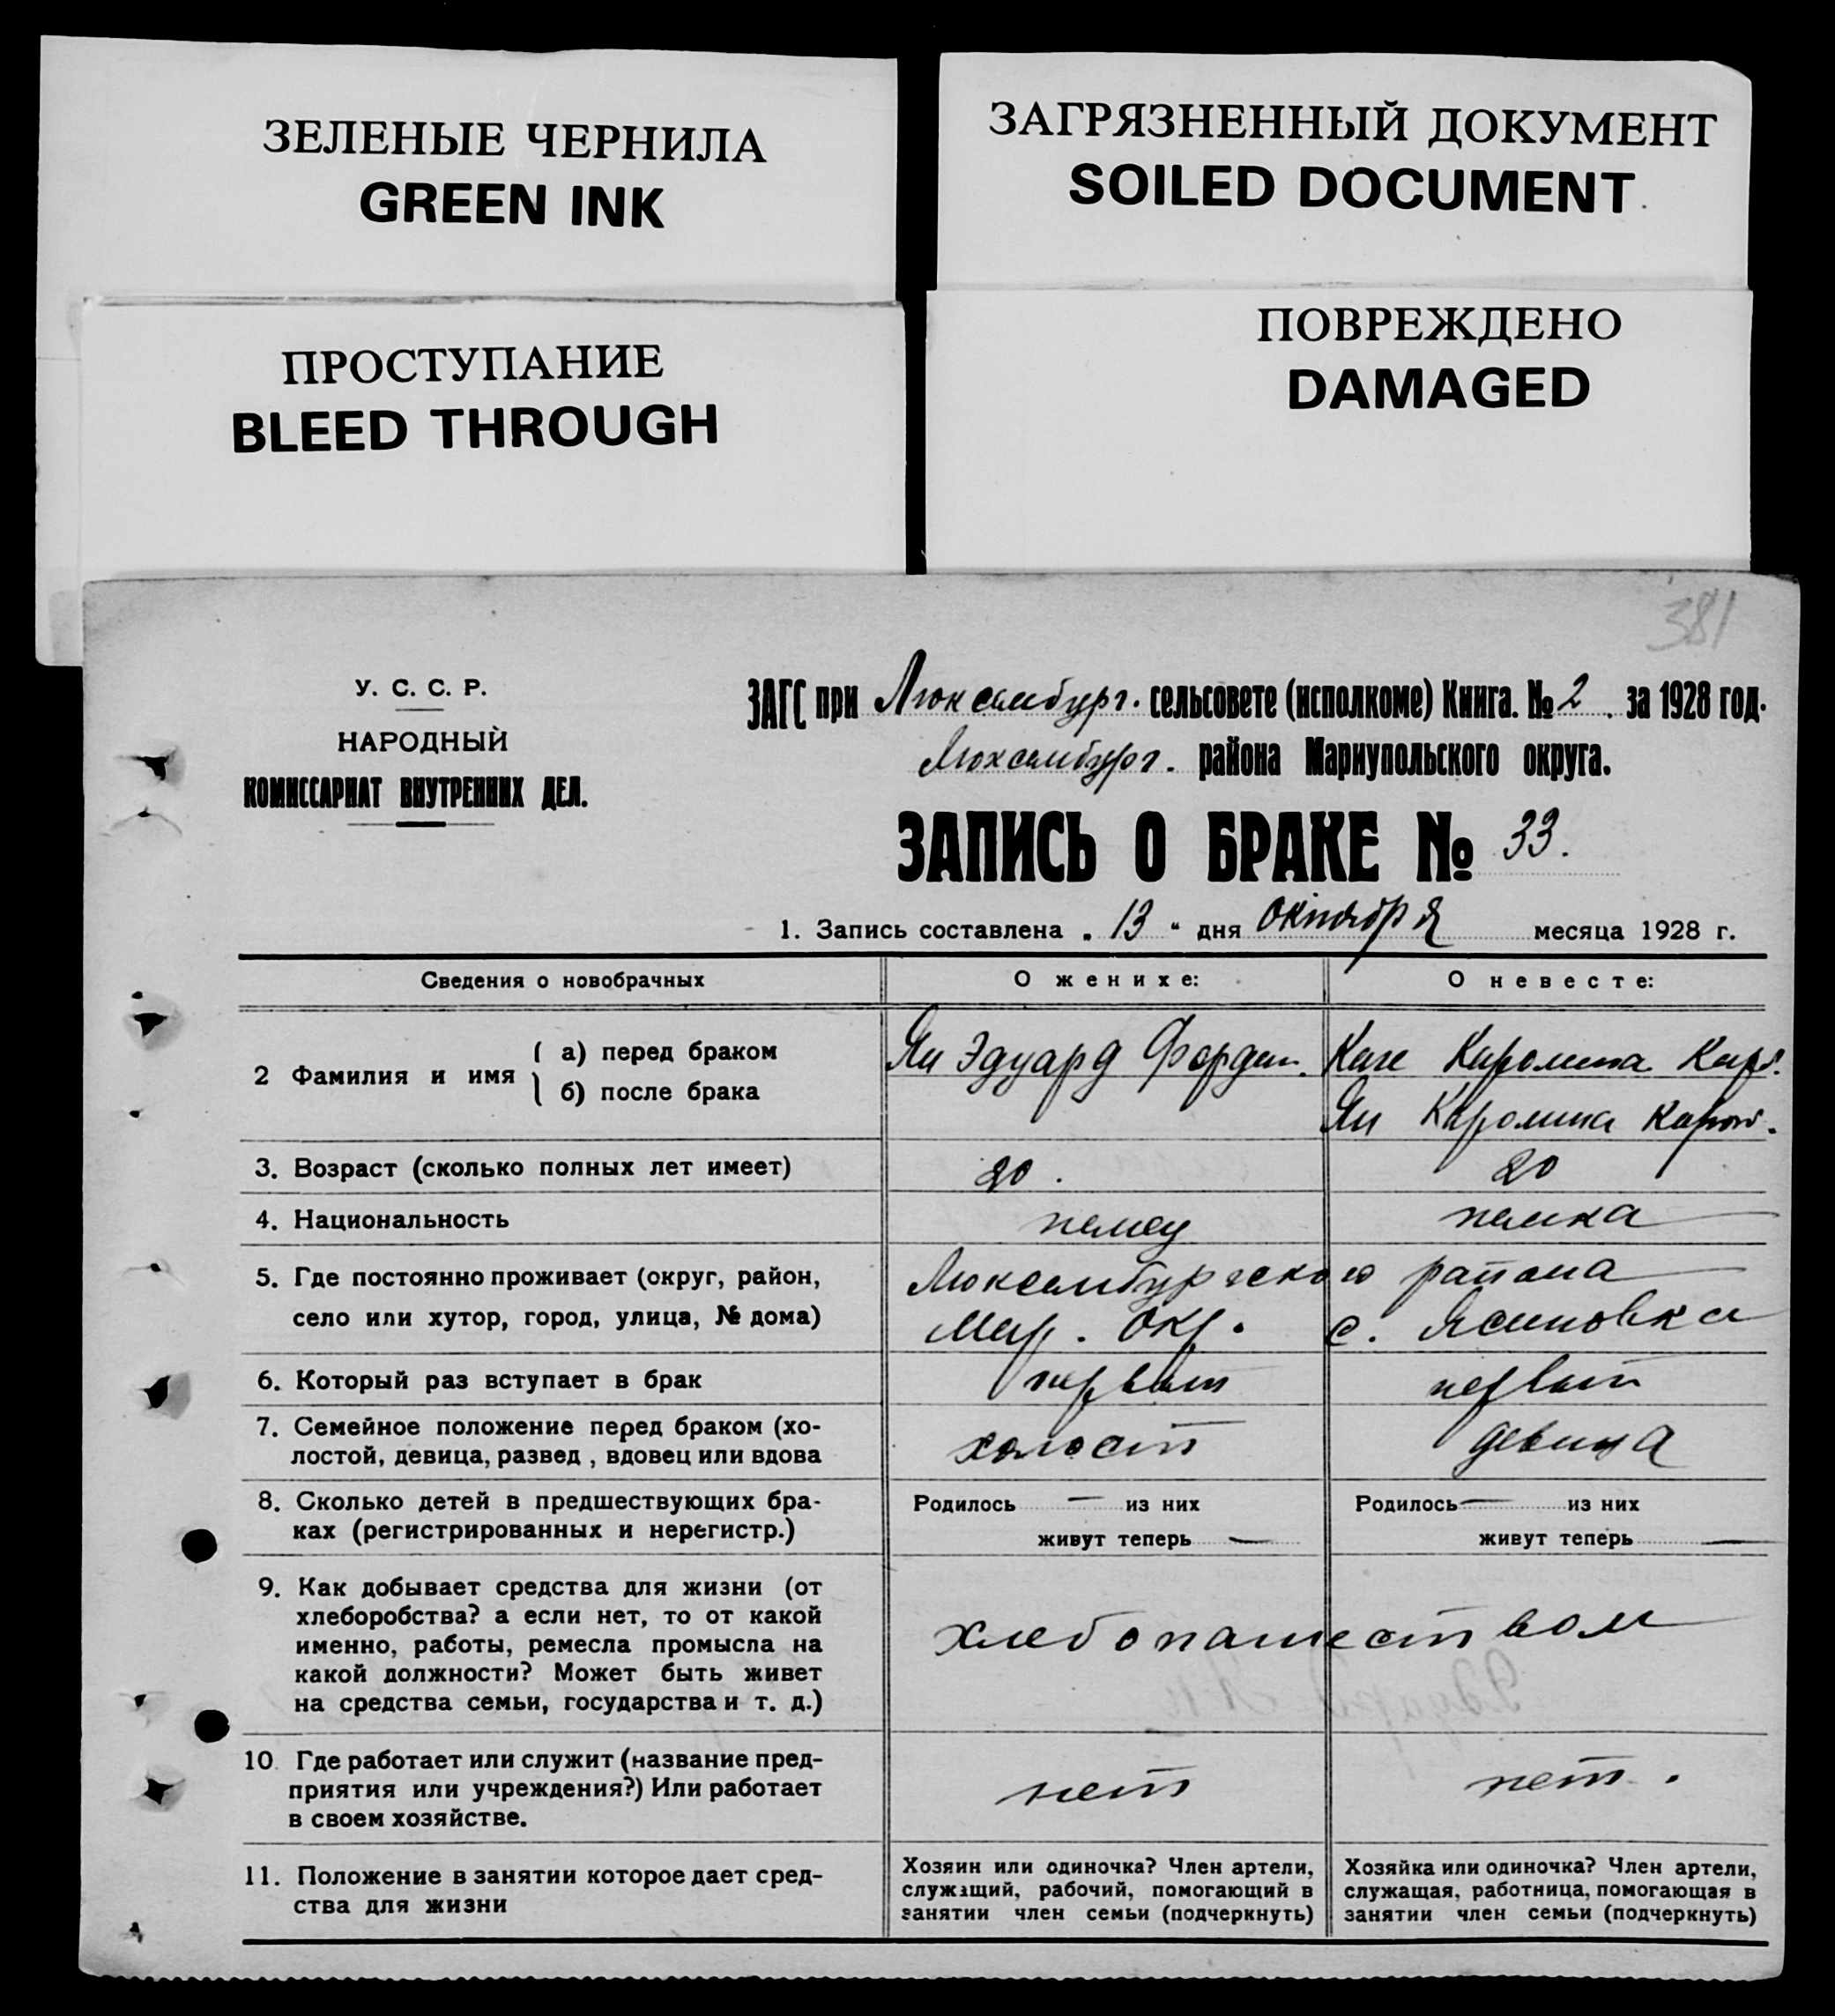 ЗЕЛЕНЫЕ ЧЕРНИЛА
GREEN INK
ЗАГРЯЗНЕННЫЙ ДОКУМЕНТ
SOILED DOCUMENT
ПРОСТУПАНИЕ
BLEED THROUGH
ПОВРЕЖДЕНО
DAMAGED
381
У. С. С. Р.
НАРОДНЫЙ
КОМИССАРИАТ ВНУТРЕННИХ ДЕЛ.
ЗАГС при Люксембург. сельсовете (исполкоме) Книга. № 2. за 1928 год.
Люксембург. района Мариупольского округа.
ЗАПИСЬ О БРАКЕ № 33.
1. Запись составлена „ 13 “ дня октября месяца 1928 г.
Сведения о новобрачных
О женихе:
О невесте:
2 Фамилия и имя
а) перед браком
б) после брака
Ян Эдуард Фердин.
Каге Каролина Карл.
Ян Каролина
3. Возраст (сколько полных лет имеет)
20.
20
4. Национальность
немец
немка
5. Где постоянно проживает (округ, район,
село или хутор, город, улица, № дома)
Люксембургского района
Мар. Окр. с. Ясиновка
6. Который раз вступает в брак
первый
первый
7. Семейное положение перед браком (хо-
лостой, девица, развед , вдовец или вдова
холост
девица
8. Сколько детей в предшествующих бра-
ках (регистрированных и нерегистр.)
Родилось — из них
живут теперь —
Родилось — из них
живут теперь —
9. Как добывает средства для жизни (от
хлеборобства? а если нет, то от какой
именно, работы, ремесла промысла на
какой должности? Может быть живет
на средства семьи, государства и т. д.)
хлебопашеством
10. Где работает или служит (название пред-
приятия или учреждения?) Или работает
в своем хозяйстве.
нет
нет.
11. Положение в занятии которое дает сред-
ства для жизни
Хозяин или одиночка? Член артели,
служащий, рабочий, помогающий в
занятии член семьи (подчеркнуть)
Хозяйка или одиночка? Член артели,
служащая, работница, помогающая в
занятии член семьи (подчеркнуть)